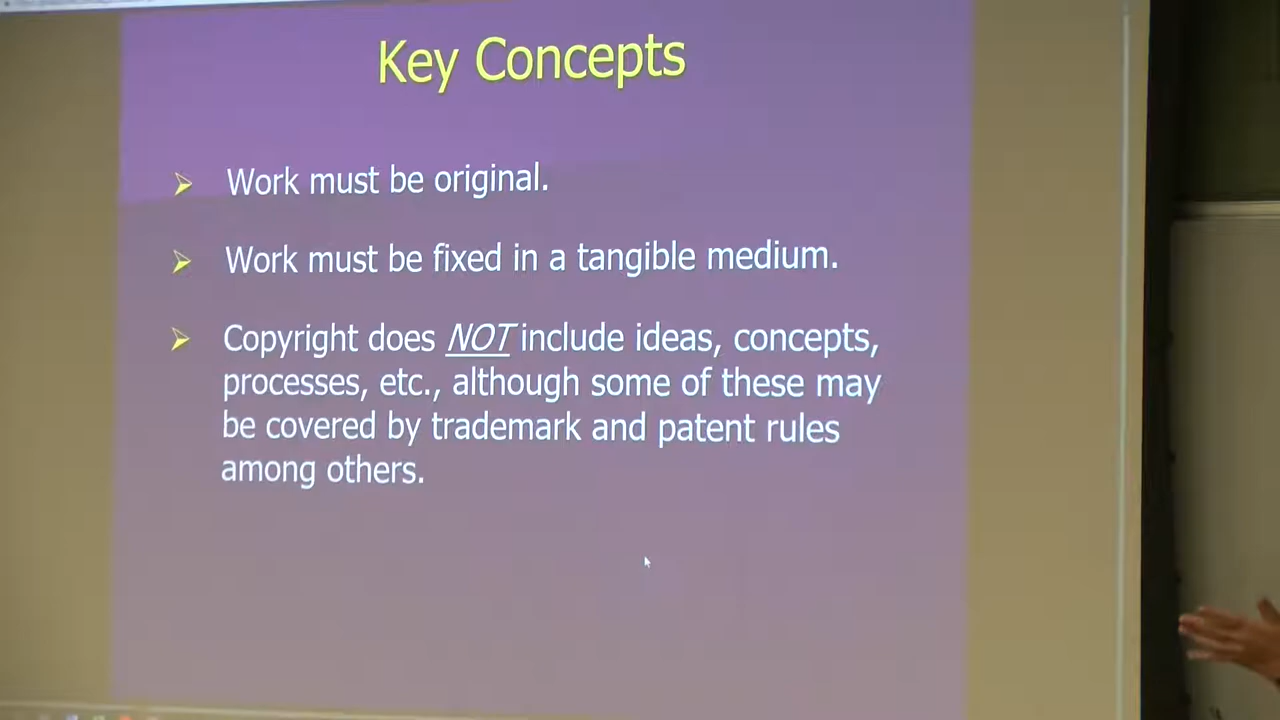 Key Concepts
Work must be original.
Work must be fixed in a tangible medium.
Copyright does NOT include ideas, concepts,
processes, etc., although some of these may
be covered by trademark and patent rules
among others.